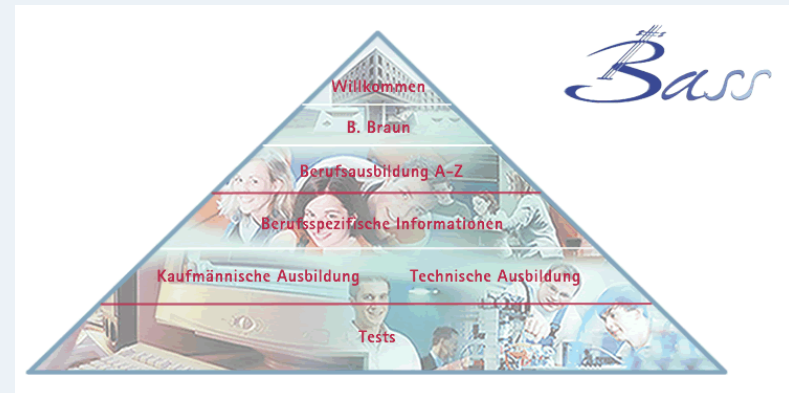 Bass
Willkommen
B. Braun
Berufsausbildung A-Z
Berufsspezifische Informationen
Kaufmännische Ausbildung Technische Ausbildung
Tests